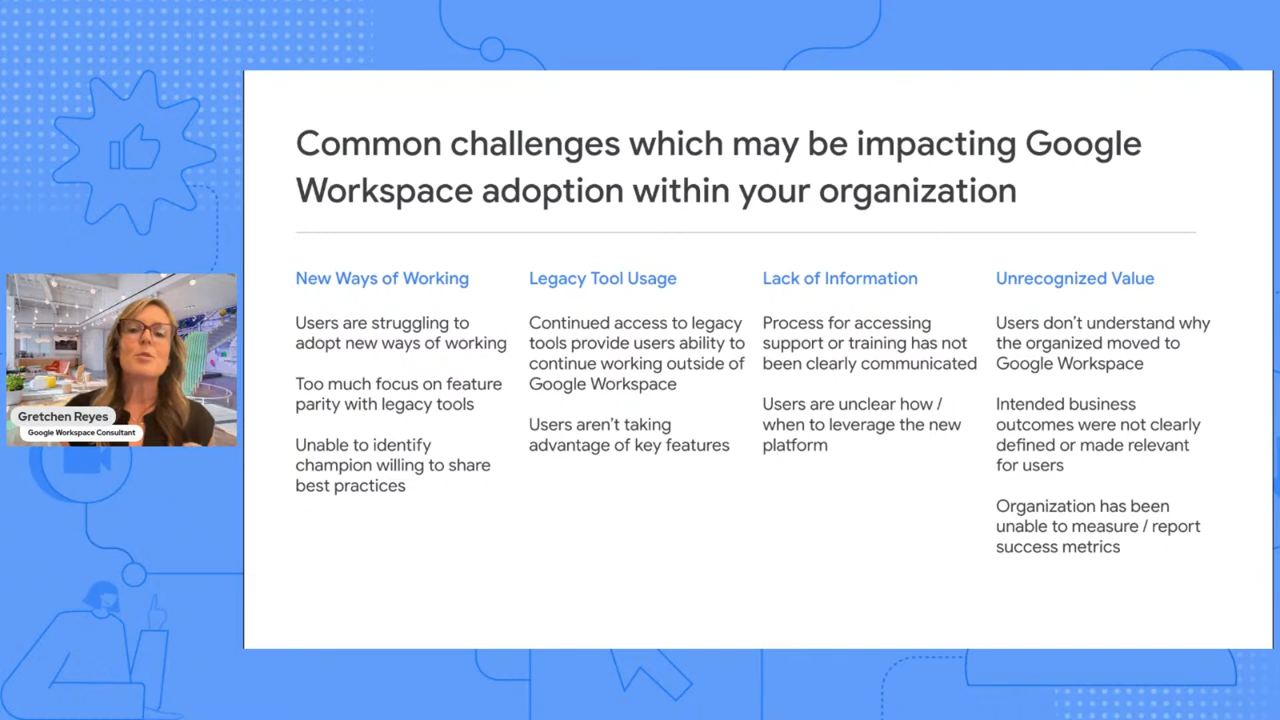 Common challenges which may be impacting Google
Workspace adoption within your organization
New Ways of Working
Users are struggling to
adopt new ways of working
Too much focus on feature
parity with legacy tools
Unable to identify
champion willing to share
best practices
Legacy Tool Usage
Continued access to legacy
tools provide users ability to
continue working outside of
Google Workspace
Users aren't taking
advantage of key features
Lack of Information
Process for accessing
support or training has not
been clearly communicated
Users are unclear how /
when to leverage the new
platform
Unrecognized Value
Users don't understand why
the organized moved to
Google Workspace
Intended business
outcomes were not clearly
defined or made relevant
for users
Organization has been
unable to measure / report
success metrics
Gretchen Reyes
Google Workspace Consultant